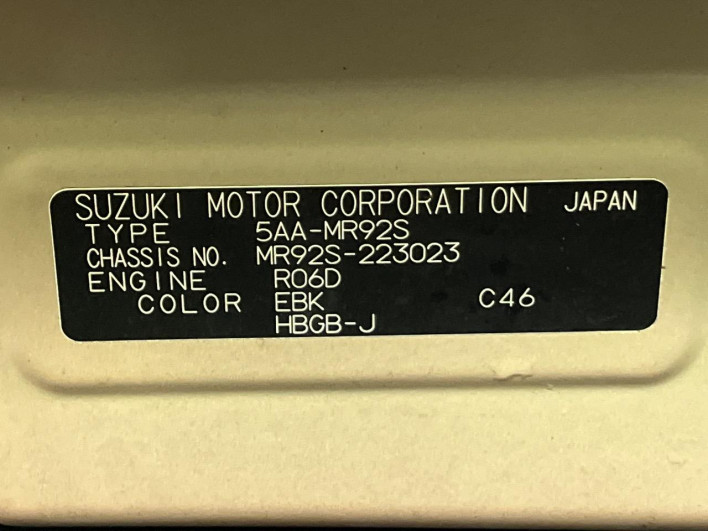 SUZUKI MOTOR CORPORATION JAPAN
TYPE 5AA-MR92S
CHASSIS NO. MR92S-223023
ENGINE R06D
COLOR EBK C46
HBGB-J